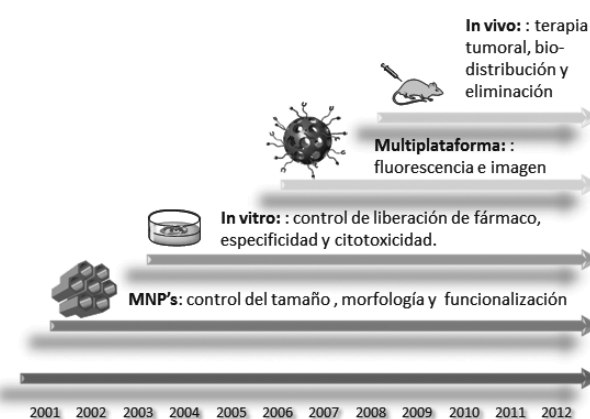 In vivo: : terapia
tumoral, bio-
distribución y
eliminación
Multiplataforma: :
fluorescencia e imagen
In vitro: : control de liberación de fármaco,
especificidad y citotoxicidad.
MNP's: control del tamaño , morfología y funcionalización
2001 2002 2003 2004 2005 2006 2007 2008 2009 2010 2011 2012